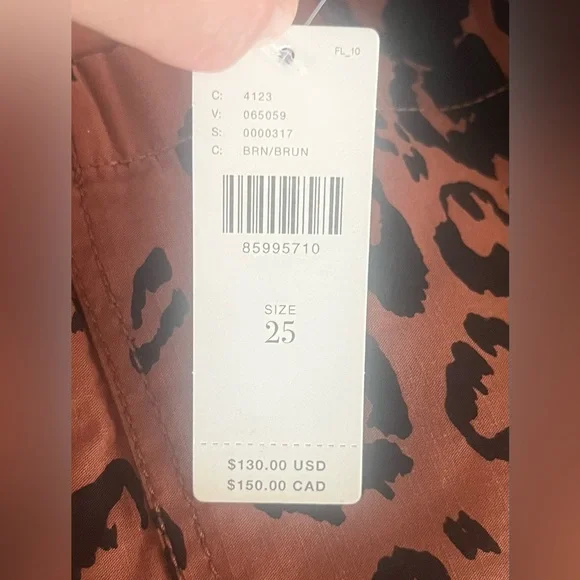 FL_10
C: 4123
V: 065059
S: 0000317
C: BRN/BRUN
85995710
SIZE
25
$130.00 USD
$150.00 CAD